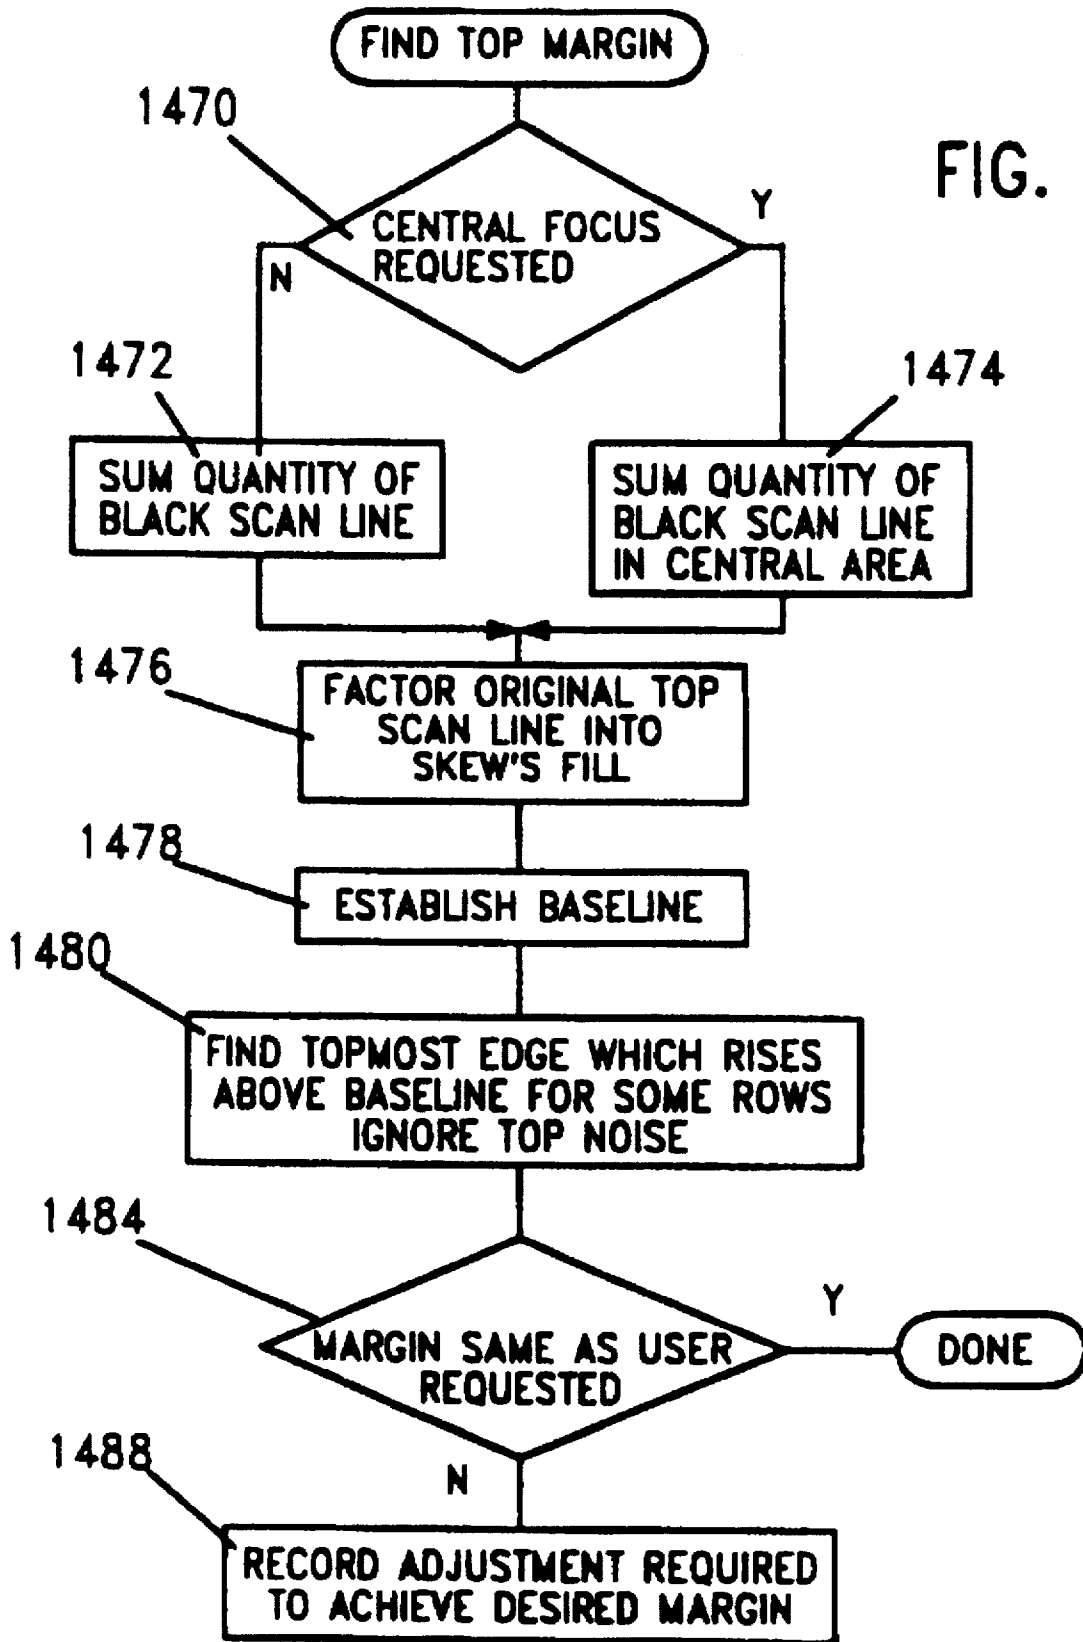 FIND TOP MARGIN
1470
FIG.
CENTRAL FOCUS
REQUESTED
Y
N
1472
1474
SUM QUANTITY OF
BLACK SCAN LINE
SUM QUANTITY OF
BLACK SCAN LINE
IN CENTRAL AREA
1476
FACTOR ORIGINAL TOP
SCAN LINE INTO
SKEW'S FILL
1478
ESTABLISH BASELINE
1480
FIND TOPMOST EDGE WHICH RISES
ABOVE BASELINE FOR SOME ROWS
IGNORE TOP NOISE
1484
MARGIN SAME AS USER
REQUESTED
Y
DONE
N
1488
RECORD ADJUSTMENT REQUIRED
TO ACHIEVE DESIRED MARGIN